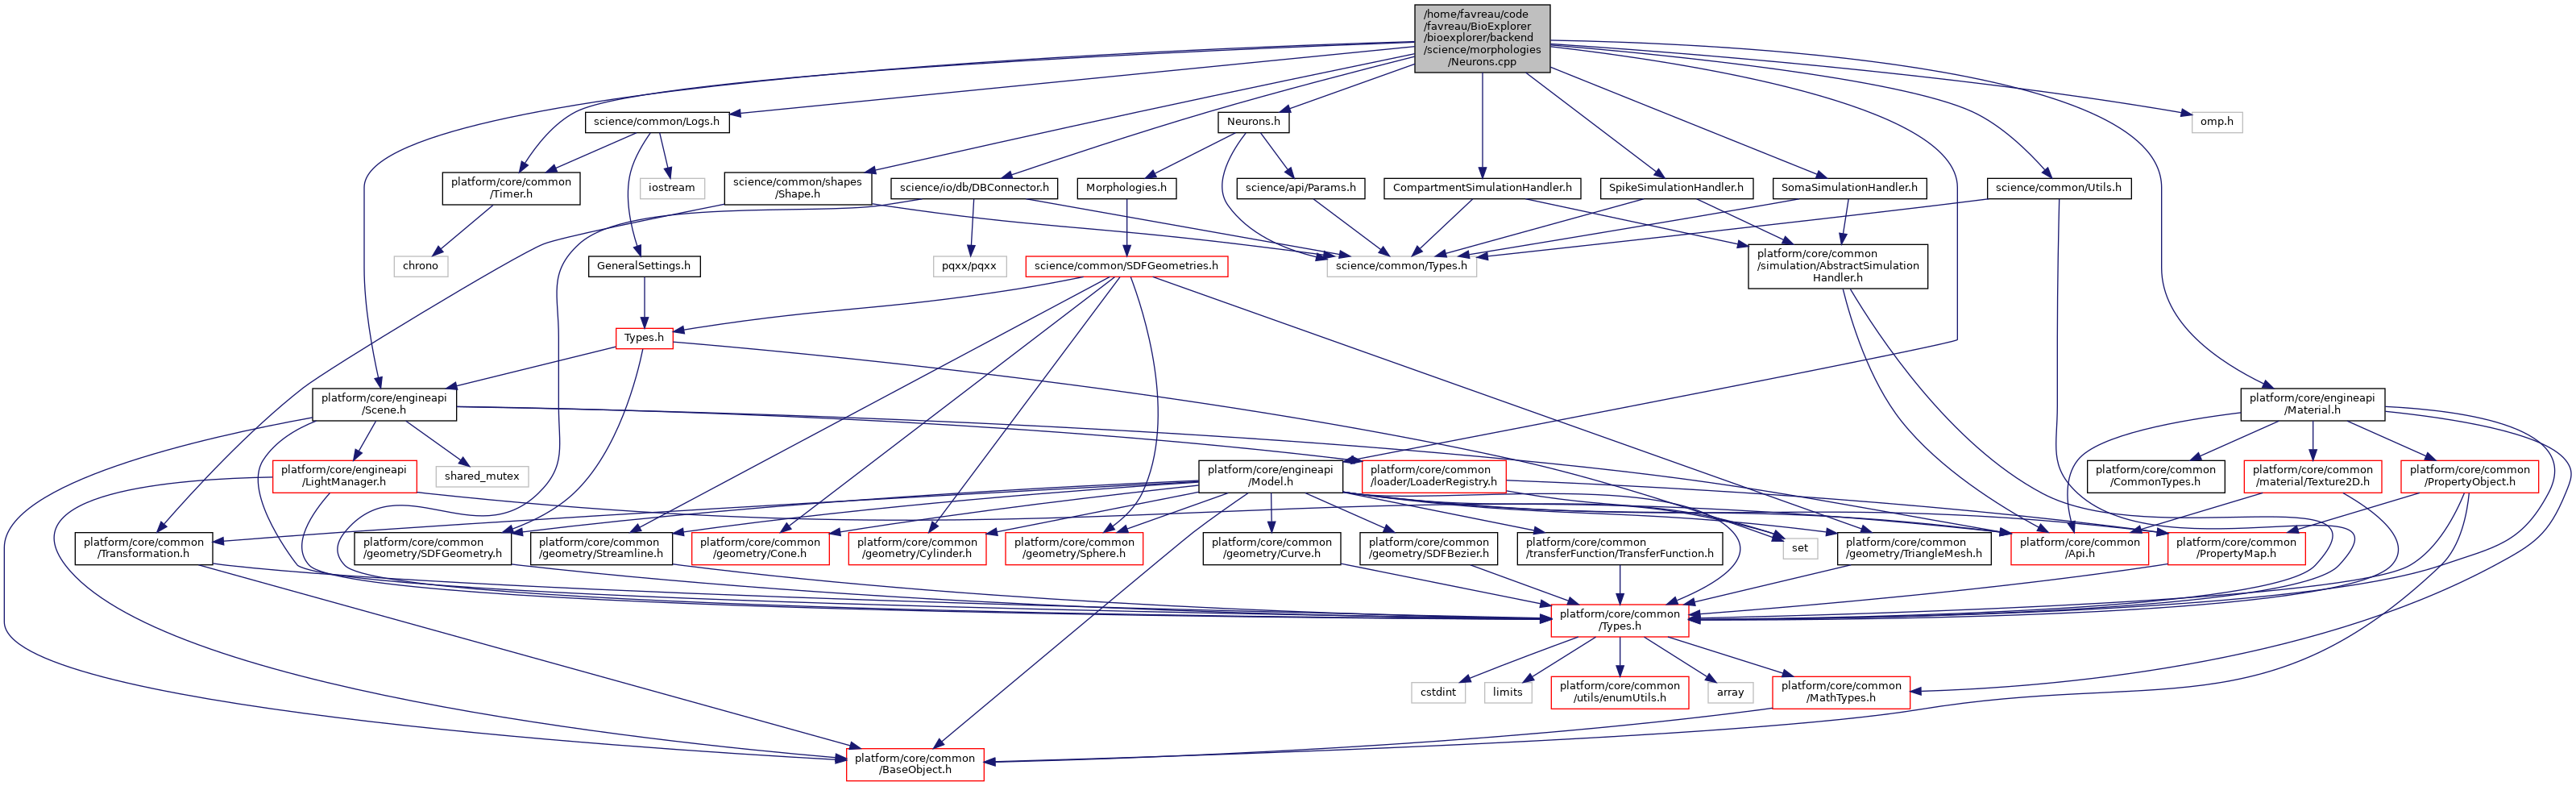 /home/favreau/code
/favreau/BioExplorer
/bioexplorer/backend
/science/morphologies
/Neurons.cpp
science/common/Logs.h
Neurons.h
omp.h
platform/core/common
/Timer.h
iostream
science/common/shapes
/Shape.h
science/io/db/DBConnector.h
Morphologies.h
science/api/Params.h
CompartmentSimulationHandler.h
SpikeSimulationHandler.h
SomaSimulationHandler.h
science/common/Utils.h
chrono
GeneralSettings.h
pqxx/pqxx
science/common/SDFGeometries.h
science/common/Types.h
platform/core/common
/simulation/AbstractSimulation
Handler.h
Types.h
platform/core/engineapi
/Scene.h
platform/core/engineapi
/Material.h
platform/core/engineapi
/LightManager.h
shared_mutex
platform/core/engineapi
/Model.h
platform/core/common
/loader/LoaderRegistry.h
platform/core/common
/CommonTypes.h
platform/core/common
/material/Texture2D.h
platform/core/common
/PropertyObject.h
platform/core/common
/Transformation.h
platform/core/common
/geometry/SDFGeometry.h
platform/core/common
/geometry/Streamline.h
platform/core/common
/geometry/Cone.h
platform/core/common
/geometry/Cylinder.h
platform/core/common
/geometry/Sphere.h
platform/core/common
/geometry/Curve.h
platform/core/common
/geometry/SDFBezier.h
platform/core/common
/transferFunction/TransferFunction.h
set
platform/core/common
/geometry/TriangleMesh.h
platform/core/common
/Api.h
platform/core/common
/PropertyMap.h
platform/core/common
/Types.h
cstdint
limits
platform/core/common
/utils/enumUtils.h
array
platform/core/common
/MathTypes.h
platform/core/common
/BaseObject.h